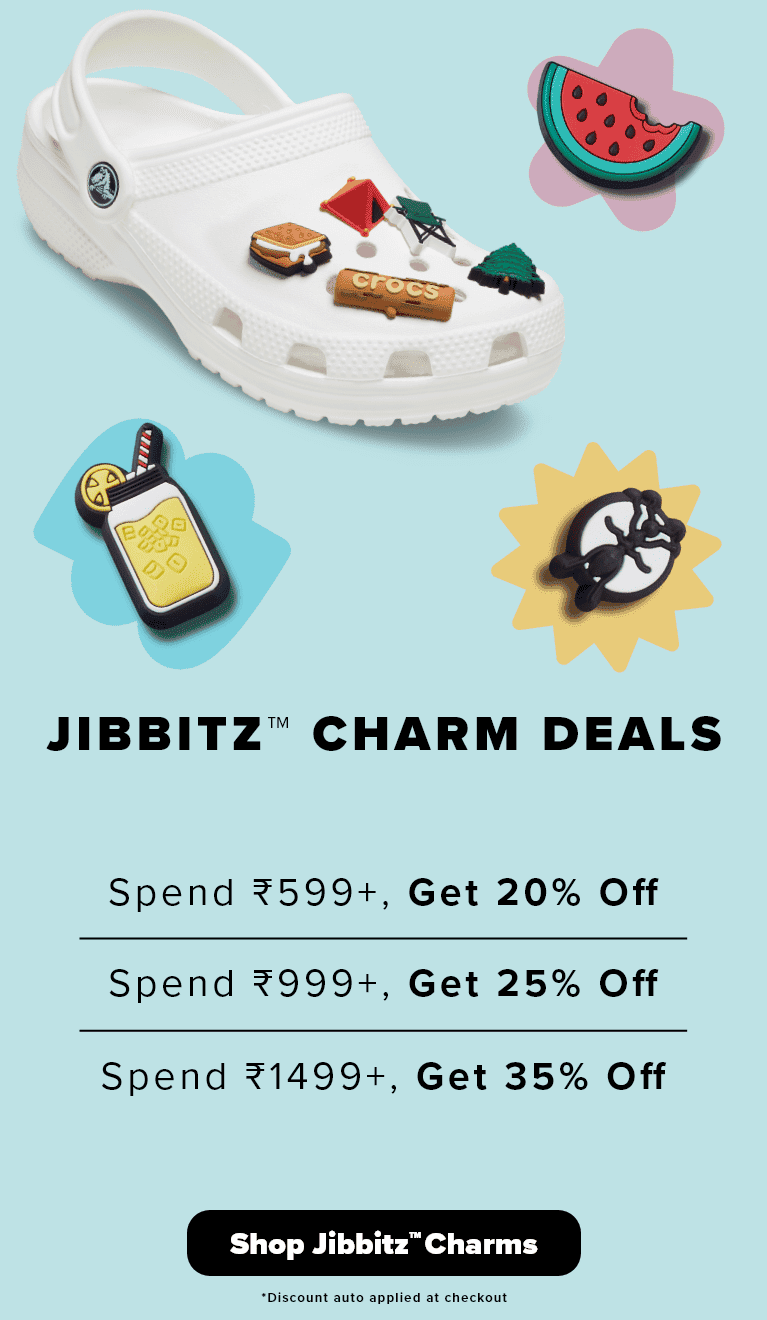 crocs
JIBBITZ™ CHARM DEALS
Spend ₹599+, Get 20% Off
Spend ₹999+, Get 25% Off
Spend ₹1499+, Get 35% Off
Shop Jibbitz™ Charms
*Discount auto applied at checkout